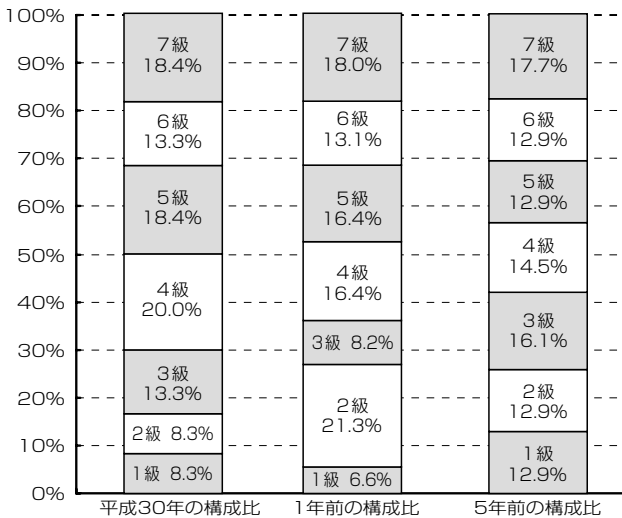 100%
90%
80%
70%
60%
50%
40%
30%
20%
10%
0%
7級
18.4%
6級
13.3%
5級
18.4%
4級
20.0%
3級
13.3%
2級 8.3%
1級 8.3%
平成30年の構成比
7級
18.0%
6級
13.1%
5級
16.4%
4級
16.4%
3級 8.2%
2級
21.3%
1級 6.6%
1年前の構成比
7級
17.7%
6級
12.9%
5級
12.9%
4級
14.5%
3級
16.1%
2級
12.9%
1級
12.9%
5年前の構成比